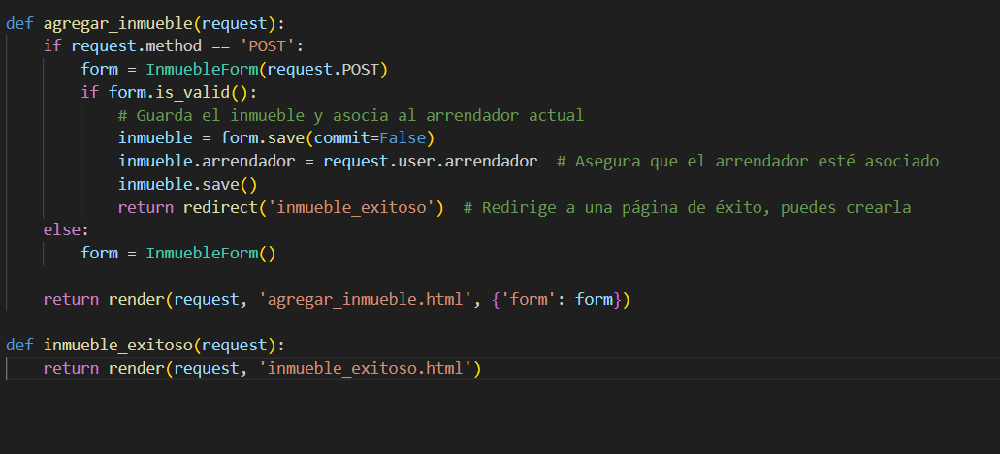 def agregar_inmueble(request):
    if request.method == 'POST':
        form = InmuebleForm(request.POST)
        if form.is_valid():
            # Guarda el inmueble y asocia al arrendador actual
            inmueble = form.save(commit=False)
            inmueble.arrendador = request.user.arrendador  # Asegura que el arrendador esté asociado
            inmueble.save()
            return redirect('inmueble_exitoso')  # Redirige a una página de éxito, puedes crearla
    else:
        form = InmuebleForm()

    return render(request, 'agregar_inmueble.html', {'form': form})

def inmueble_exitoso(request):
    return render(request, 'inmueble_exitoso.html')